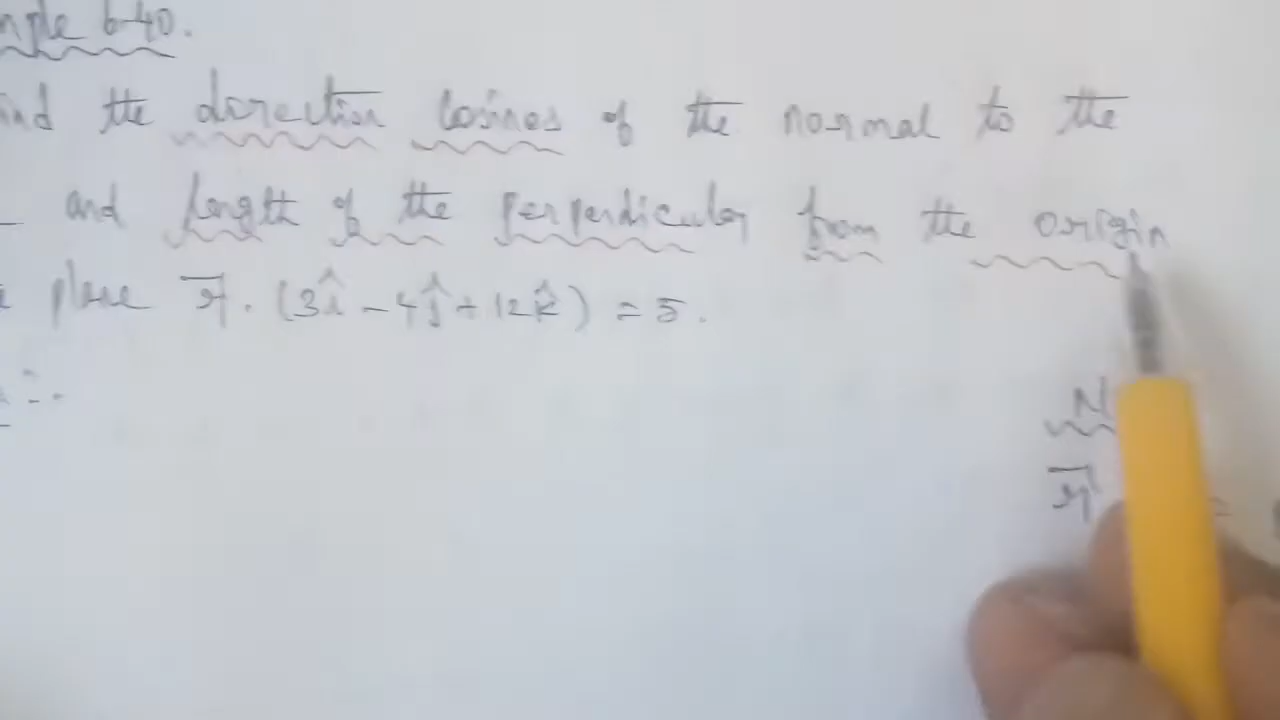 mple 6.40.
ind the direction cosines of the normal to the
and length of the perpendicular from the origin
e plane r̄. (3î - 4ĵ + 12k̂) = 5.
N
r̄ =